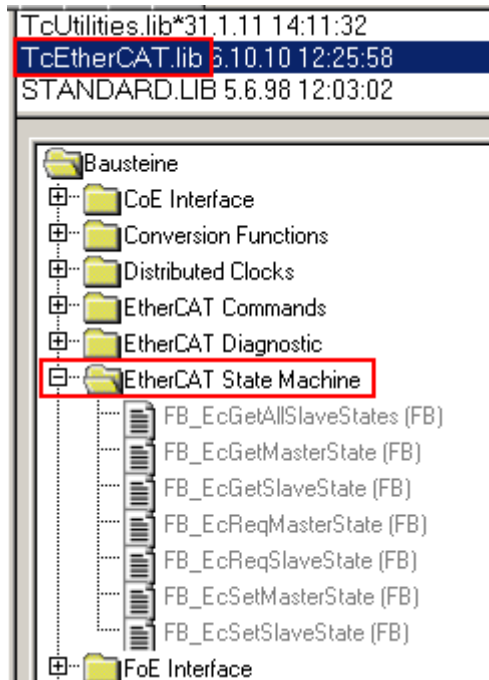 TcUtilities.lib*31.1.11 14:11:32
TcEtherCAT.lib 6.10.10 12:25:58
STANDARD.LIB 5.6.98 12:03:02
Bausteine
CoE Interface
Conversion Functions
Distributed Clocks
EtherCAT Commands
EtherCAT Diagnostic
EtherCAT State Machine
FB_EcGetAllSlaveStates (FB)
FB_EcGetMasterState (FB)
FB_EcGetSlaveState (FB)
FB_EcReqMasterState (FB)
FB_EcReqSlaveState (FB)
FB_EcSetMasterState (FB)
FB_EcSetSlaveState (FB)
FoE Interface